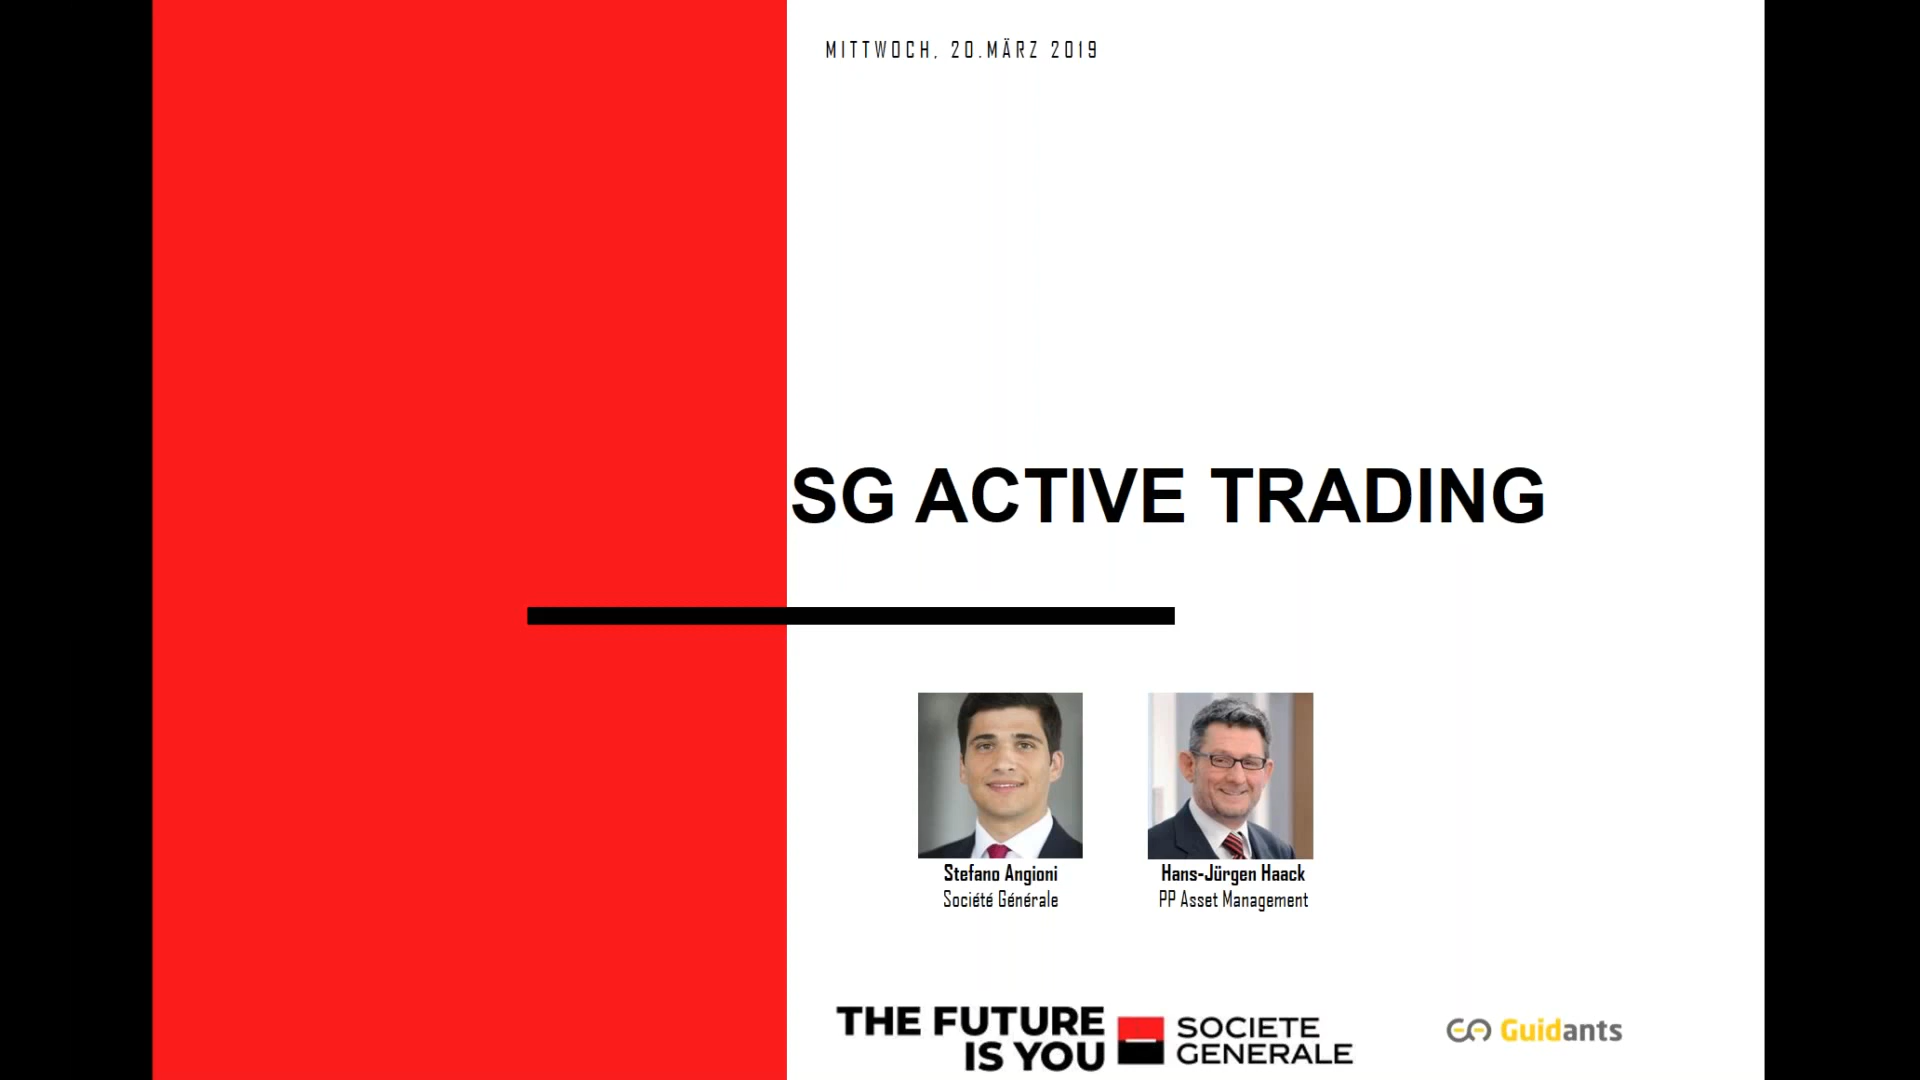 MITTWOCH, 20.MÄRZ 2019
SG ACTIVE TRADING
Stefano Angioni
Société Générale
Hans-Jürgen Haack
PP Asset Management
THE FUTURE
IS YOU
SOCIETE
GENERALE
Guidants